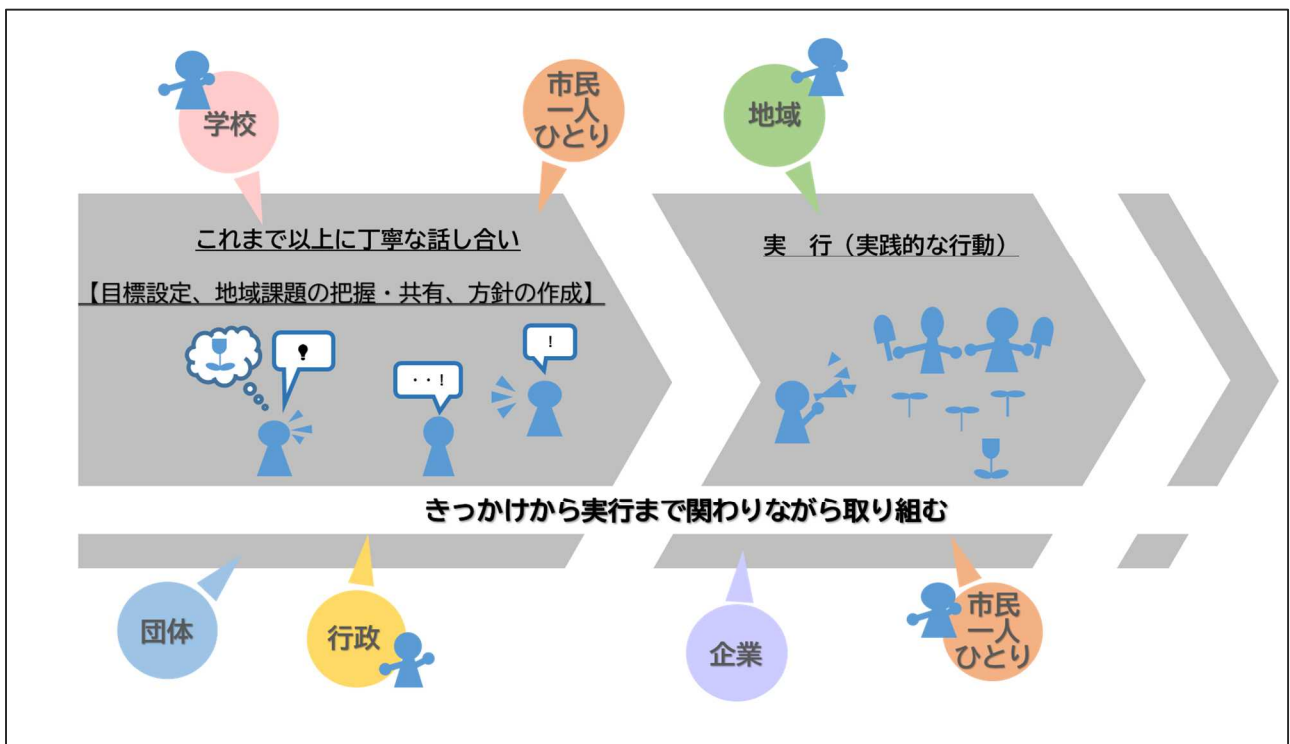 学校
市民
一人
ひとり
地域
これまで以上に丁寧な話し合い
【目標設定、地域課題の把握・共有、方針の作成】
実　行（実践的な行動）
!
・・!
きっかけから実行まで関わりながら取り組む
団体
行政
企業
市民
一人
ひとり